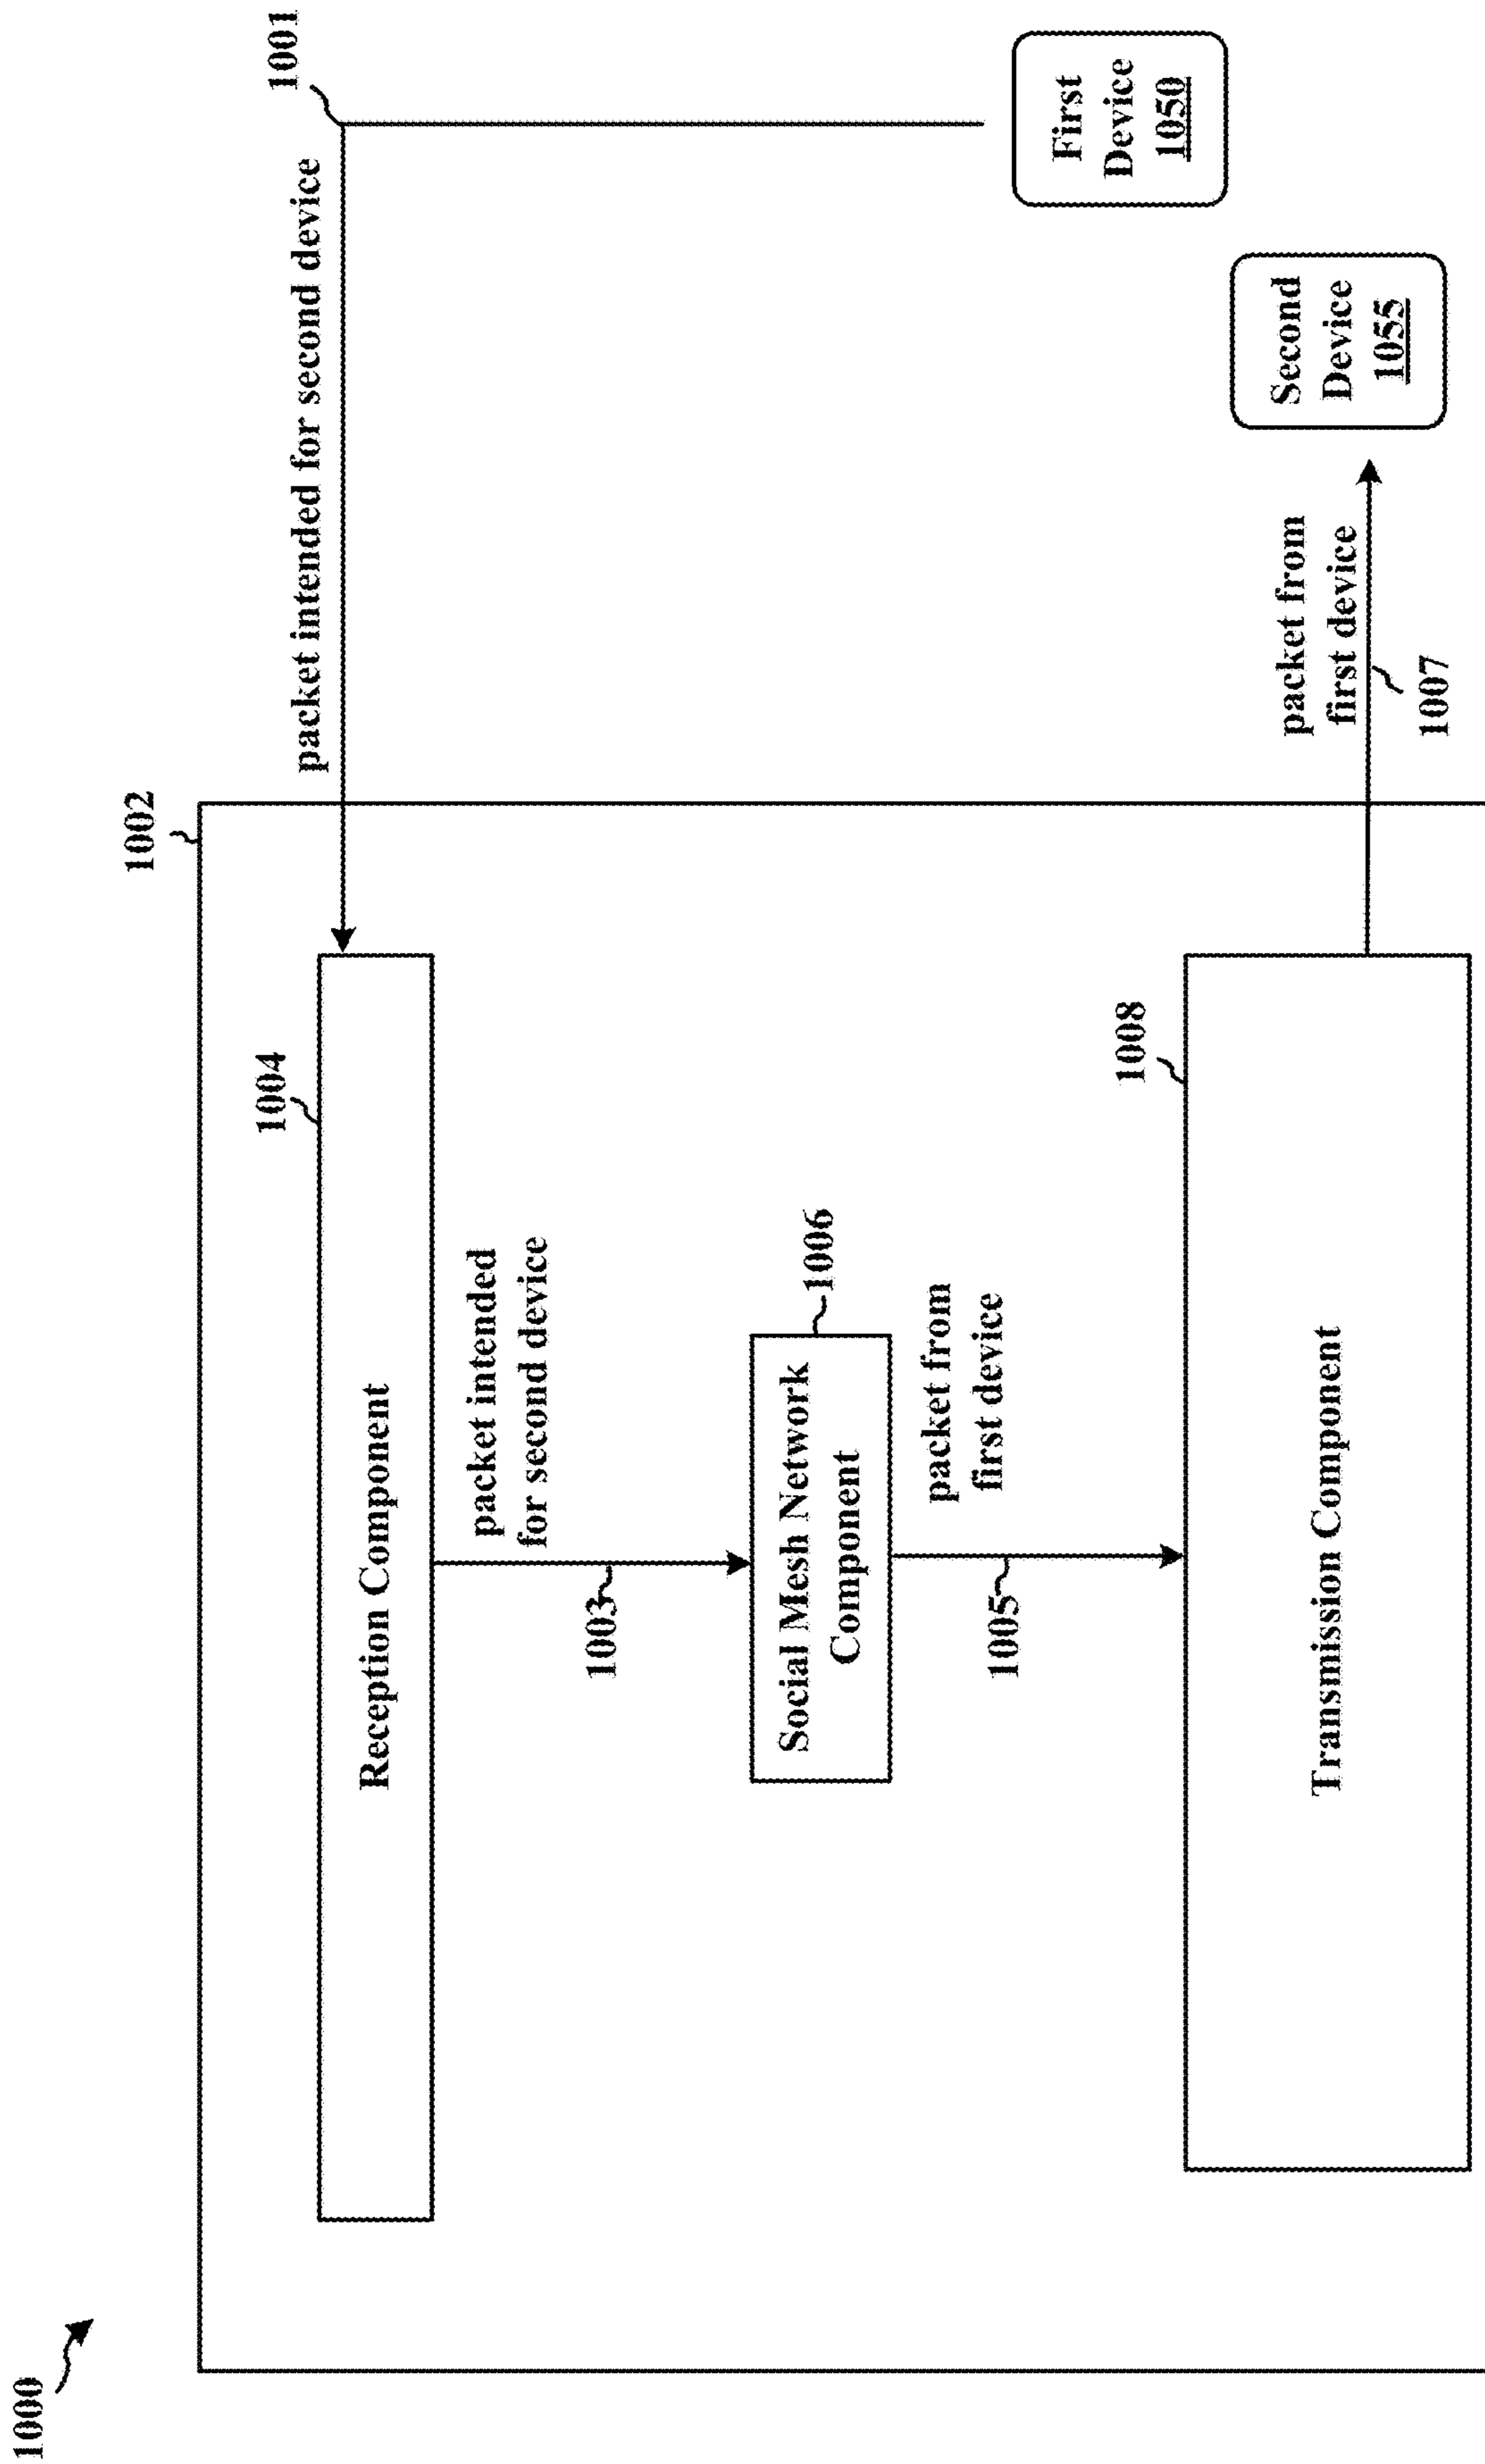 1000
1002
1001
packet intended for second device
1004
Reception Component
packet intended
for second device
1003
1006
Social Mesh Network
Component
packet from
first device
1005
1008
Transmission Component
First
Device
1050
packet from
first device
1007
Second
Device
1055